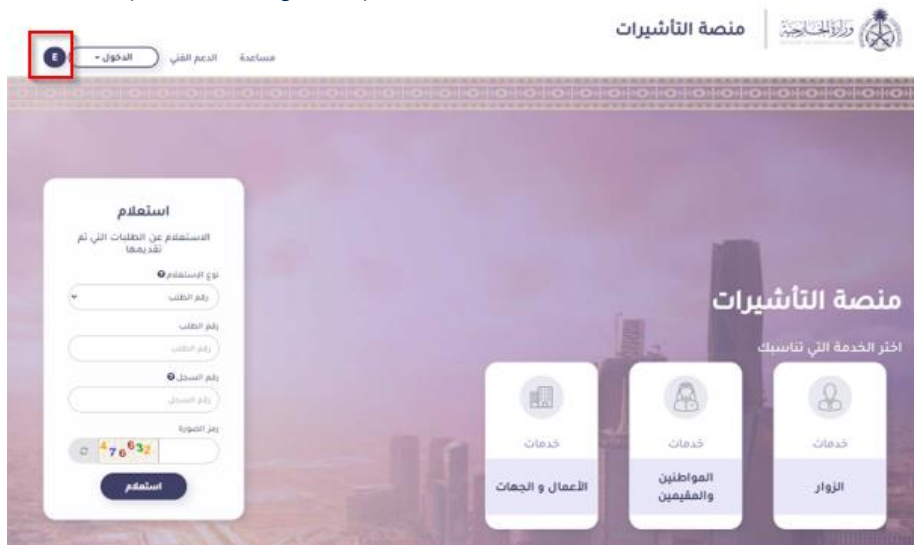 وزارة الخارجية
منصة التأشيرات
مساعدة
الدعم الفني
الدخول
E
منصة التأشيرات
اختر الخدمة التي تناسبك
خدمات
الزوار
خدمات
المواطنين
والمقيمين
خدمات
الأعمال و الجهات
استعلام
الاستعلام عن الطلبات التي تم
تقديمها
نوع الإستعلام
رقم الطلب
رقم الطلب
رقم الطلب
رقم السجل
رقم السجل
رمز الصورة
476632
استعلام